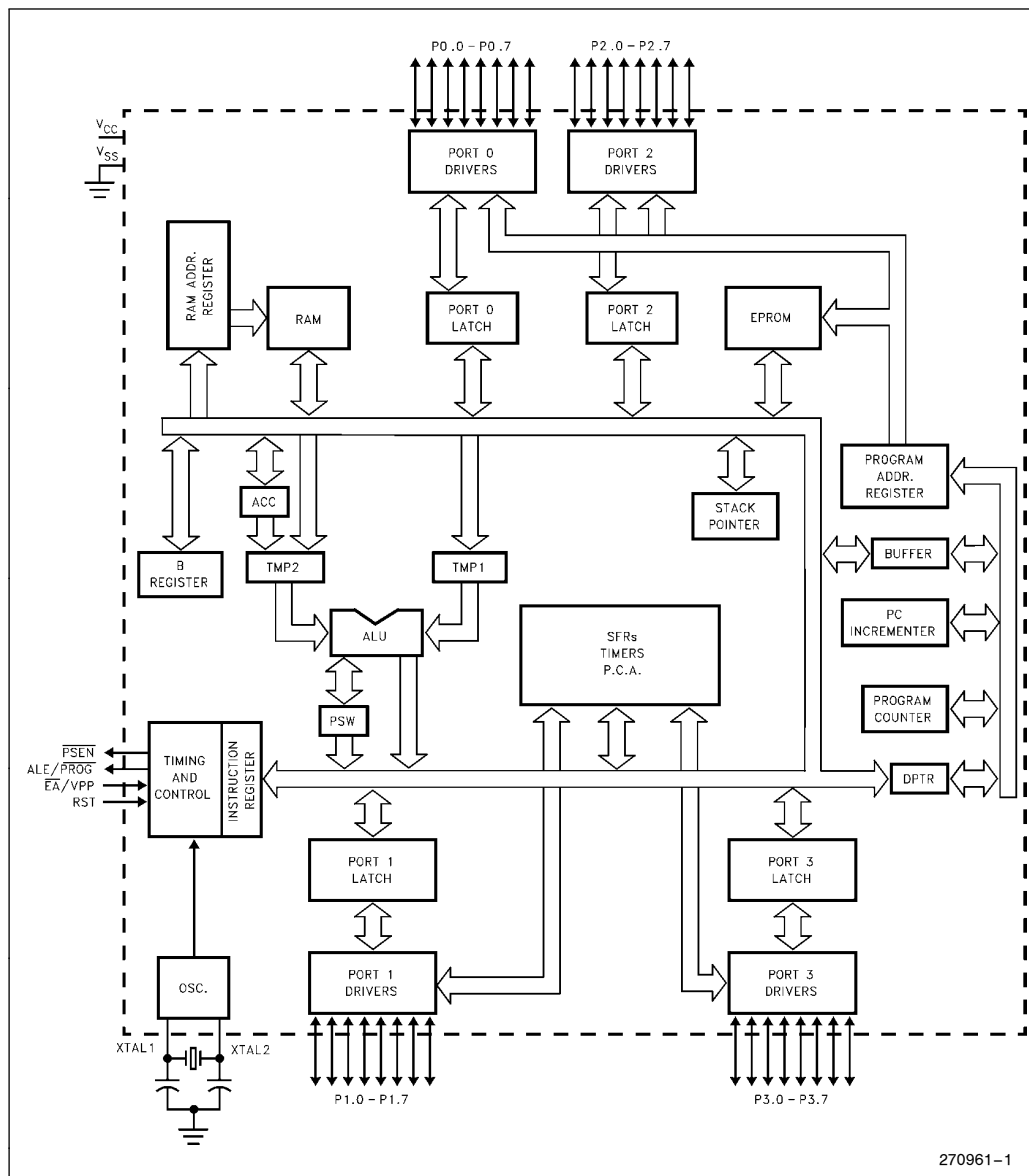 P0.0–P0.7
P2.0–P2.7
VCC
VSS
PORT 0
DRIVERS
PORT 2
DRIVERS
RAM ADDR.
REGISTER
RAM
PORT 0
LATCH
PORT 2
LATCH
EPROM
PROGRAM
ADDR.
REGISTER
ACC
STACK
POINTER
B
REGISTER
TMP2
TMP1
BUFFER
ALU
SFRs
TIMERS
P.C.A.
PC
INCREMENTER
PSW
PROGRAM
COUNTER
PSEN
ALE/PROG
EA/VPP
RST
TIMING
AND
CONTROL
INSTRUCTION
REGISTER
DPTR
PORT 1
LATCH
PORT 3
LATCH
OSC.
PORT 1
DRIVERS
PORT 3
DRIVERS
XTAL1
XTAL2
P1.0–P1.7
P3.0–P3.7
270961–1